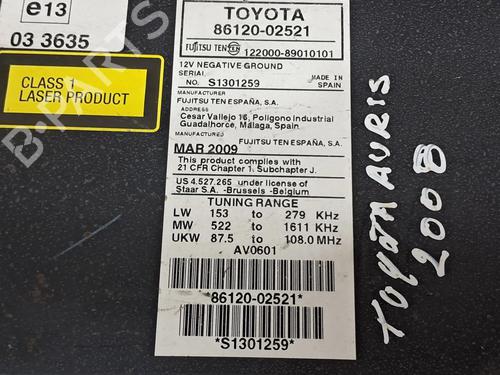 e13
03 3635
CLASS 1
LASER PRODUCT
TOYOTA
86120-02521
FUJITSU TEN 122000-89010101
12V NEGATIVE GROUND
SERIAL
NO. S1301259
MADE IN
SPAIN
MANUFACTURER
FUJITSU TEN ESPAÑA, S.A.
ADDRESS
Cesar Vallejo 16, Poligono Industrial
Guadalhorce, Málaga, Spain
MANUFACTURED
FUJITSU TEN ESPAÑA, S.A.
MAR 2009
This product complies with
21 CFR Chapter 1, Subchapter J.
US 4.527.265 under license of
Staar S.A. -Brussels -Belgium
TUNING RANGE
LW 153 to 279 KHz
MW 522 to 1611 KHz
UKW 87.5 to 108.0 MHz
AV0601
*86120-02521*
*S1301259*
TOYOTA AURIS
2008
B-PARTS